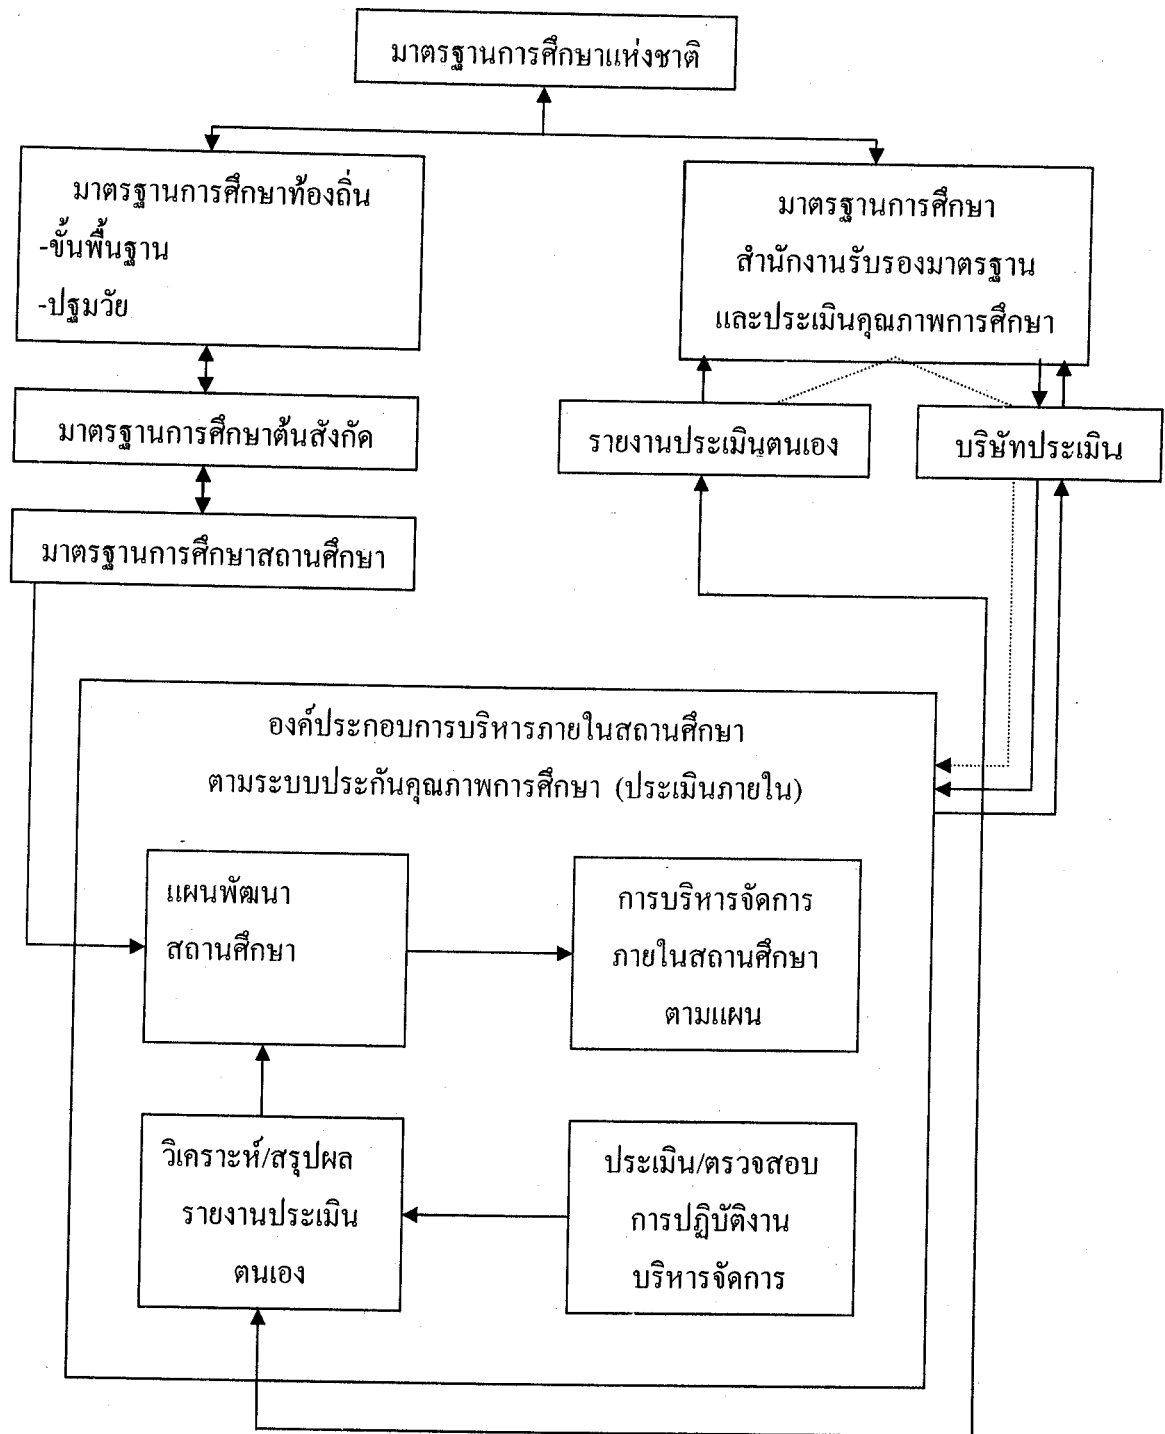 มาตรฐานการศึกษาแห่งชาติ
มาตรฐานการศึกษาท้องถิ่น
-ขั้นพื้นฐาน
-ปฐมวัย
มาตรฐานการศึกษา
สำนักงานรับรองมาตรฐาน
และประเมินคุณภาพการศึกษา
มาตรฐานการศึกษาต้นสังกัด
รายงานประเมินตนเอง
บริษัทประเมิน
มาตรฐานการศึกษาสถานศึกษา
องค์ประกอบการบริหารภายในสถานศึกษา
ตามระบบประกันคุณภาพการศึกษา (ประเมินภายใน)
แผนพัฒนา
สถานศึกษา
การบริหารจัดการ
ภายในสถานศึกษา
ตามแผน
วิเคราะห์/สรุปผล
รายงานประเมิน
ตนเอง
ประเมิน/ตรวจสอบ
การปฏิบัติงาน
บริหารจัดการ